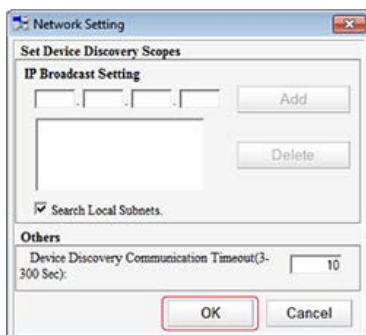 Network Setting
Set Device Discovery Scopes
IP Broadcast Setting
. . .
Add
Delete
Search Local Subnets.
Others
Device Discovery Communication Timeout(3-
300 Sec):
10
OK
Cancel